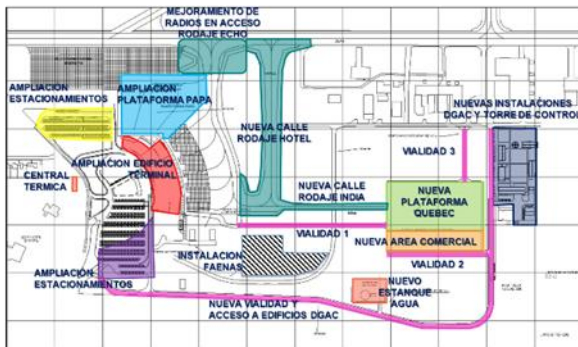 MEJORAMIENTO DE
RADIOS EN ACCESO
RODAJE ECHO
AMPLIACION
ESTACIONAMIENTOS
AMPLIACION
PLATAFORMA PAPA
NUEVAS INSTALACIONES
DGAC Y TORRE DE CONTROL
NUEVA CALLE
RODAJE HOTEL
VIALIDAD 3
AMPLIACION EDIFICIO
TERMINAL
CENTRAL
TERMICA
NUEVA CALLE
RODAJE INDIA
NUEVA
PLATAFORMA
QUEBEC
VIALIDAD 1
NUEVA AREA COMERCIAL
INSTALACION
FAENAS
VIALIDAD 2
AMPLIACION
ESTACIONAMIENTOS
NUEVO
ESTANQUE
AGUA
NUEVA VIALIDAD Y
ACCESO A EDIFICIOS DGAC